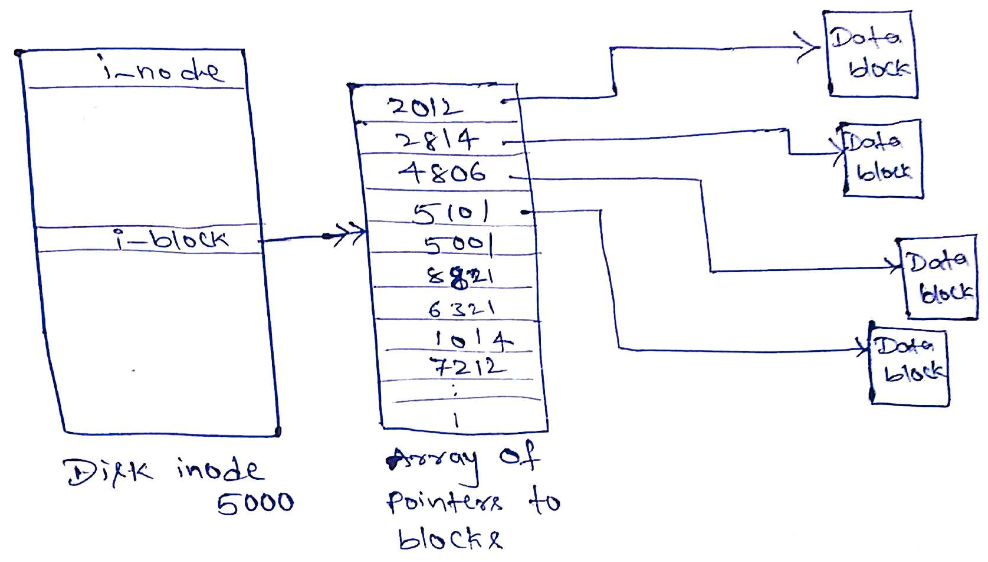 i-node
i-block
Disk inode
5000
2012
2814
4806
5101
5001
8821
6321
1014
7212
Array of
pointers to
blocks
Data
block
Data
block
Data
block
Data
block